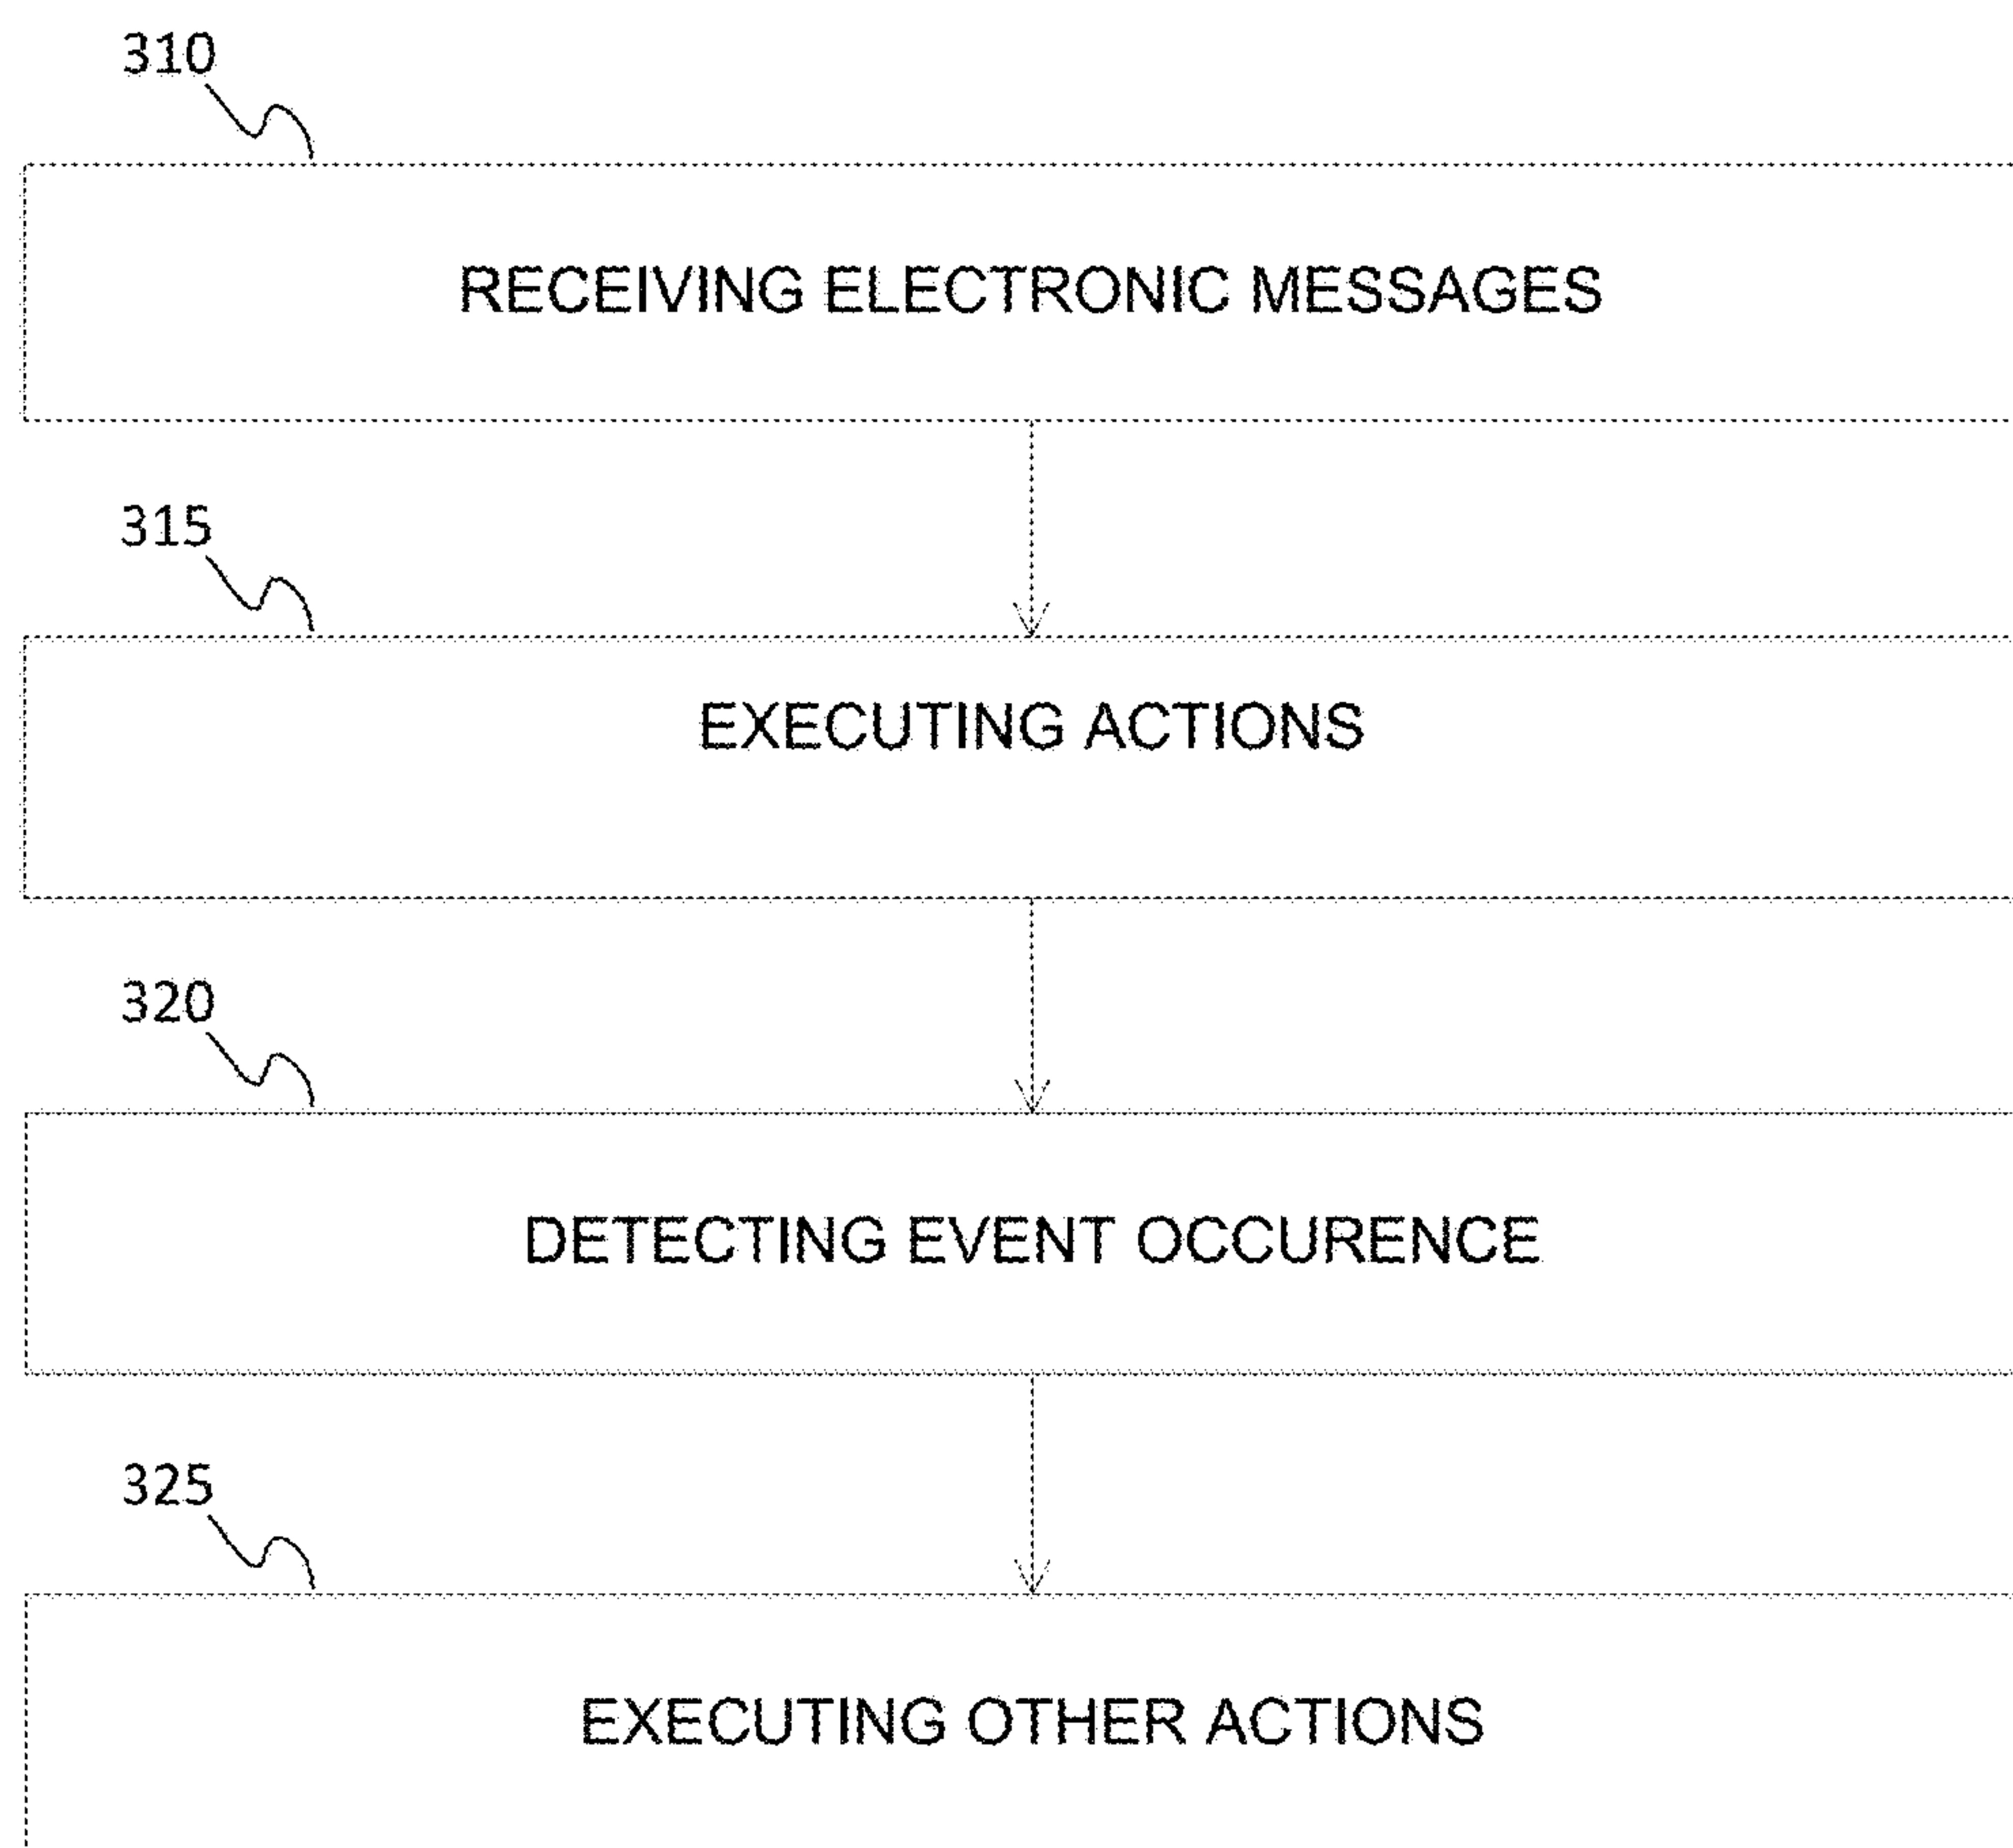 310
RECEIVING ELECTRONIC MESSAGES
315
EXECUTING ACTIONS
320
DETECTING EVENT OCCURENCE
325
EXECUTING OTHER ACTIONS